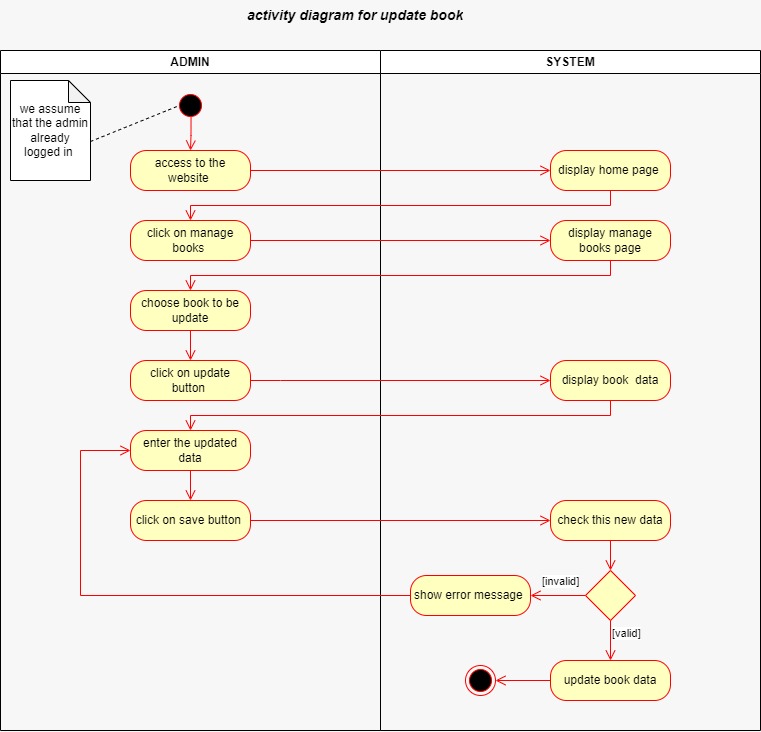 activity diagram for update book
ADMIN
SYSTEM
we assume
that the admin
already
logged in
access to the
website
display home page
click on manage
books
display manage
books page
choose book to be
update
click on update
button
display book  data
enter the updated
data
click on save button
check this new data
[invalid]
show error message
[valid]
update book data